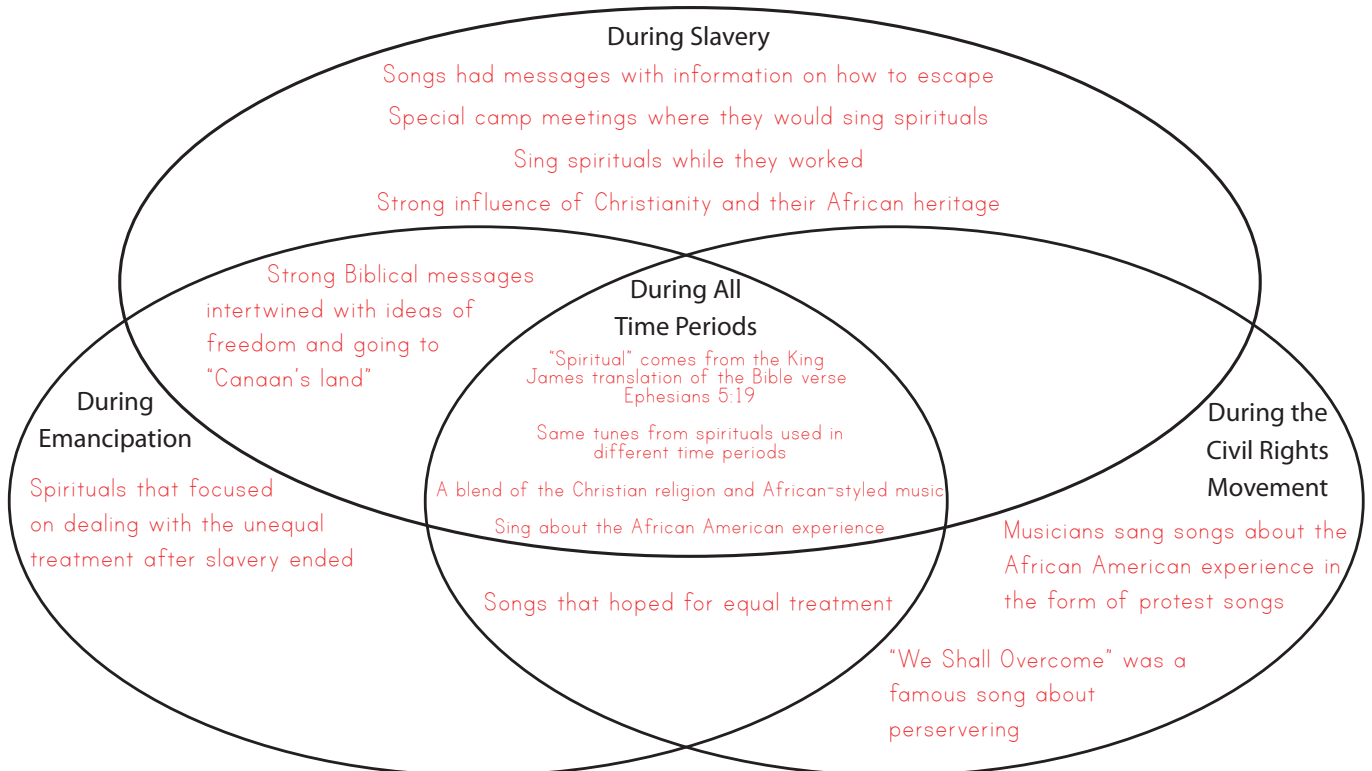 During Slavery
Songs had messages with information on how to escape
Special camp meetings where they would sing spirituals
Sing spirituals while they worked
Strong influence of Christianity and their African heritage
Strong Biblical messages
intertwined with ideas of
freedom and going to
"Canaan's land"
During All
Time Periods
"Spiritual" comes from the King
James translation of the Bible verse
Ephesians 5:19
Same tunes from spirituals used in
different time periods
A blend of the Christian religion and African-styled music
Sing about the African American experience
During
Emancipation
Spirituals that focused
on dealing with the unequal
treatment after slavery ended
During the
Civil Rights
Movement
Musicians sang songs about the
African American experience in
the form of protest songs
Songs that hoped for equal treatment
"We Shall Overcome" was a
famous song about
perservering